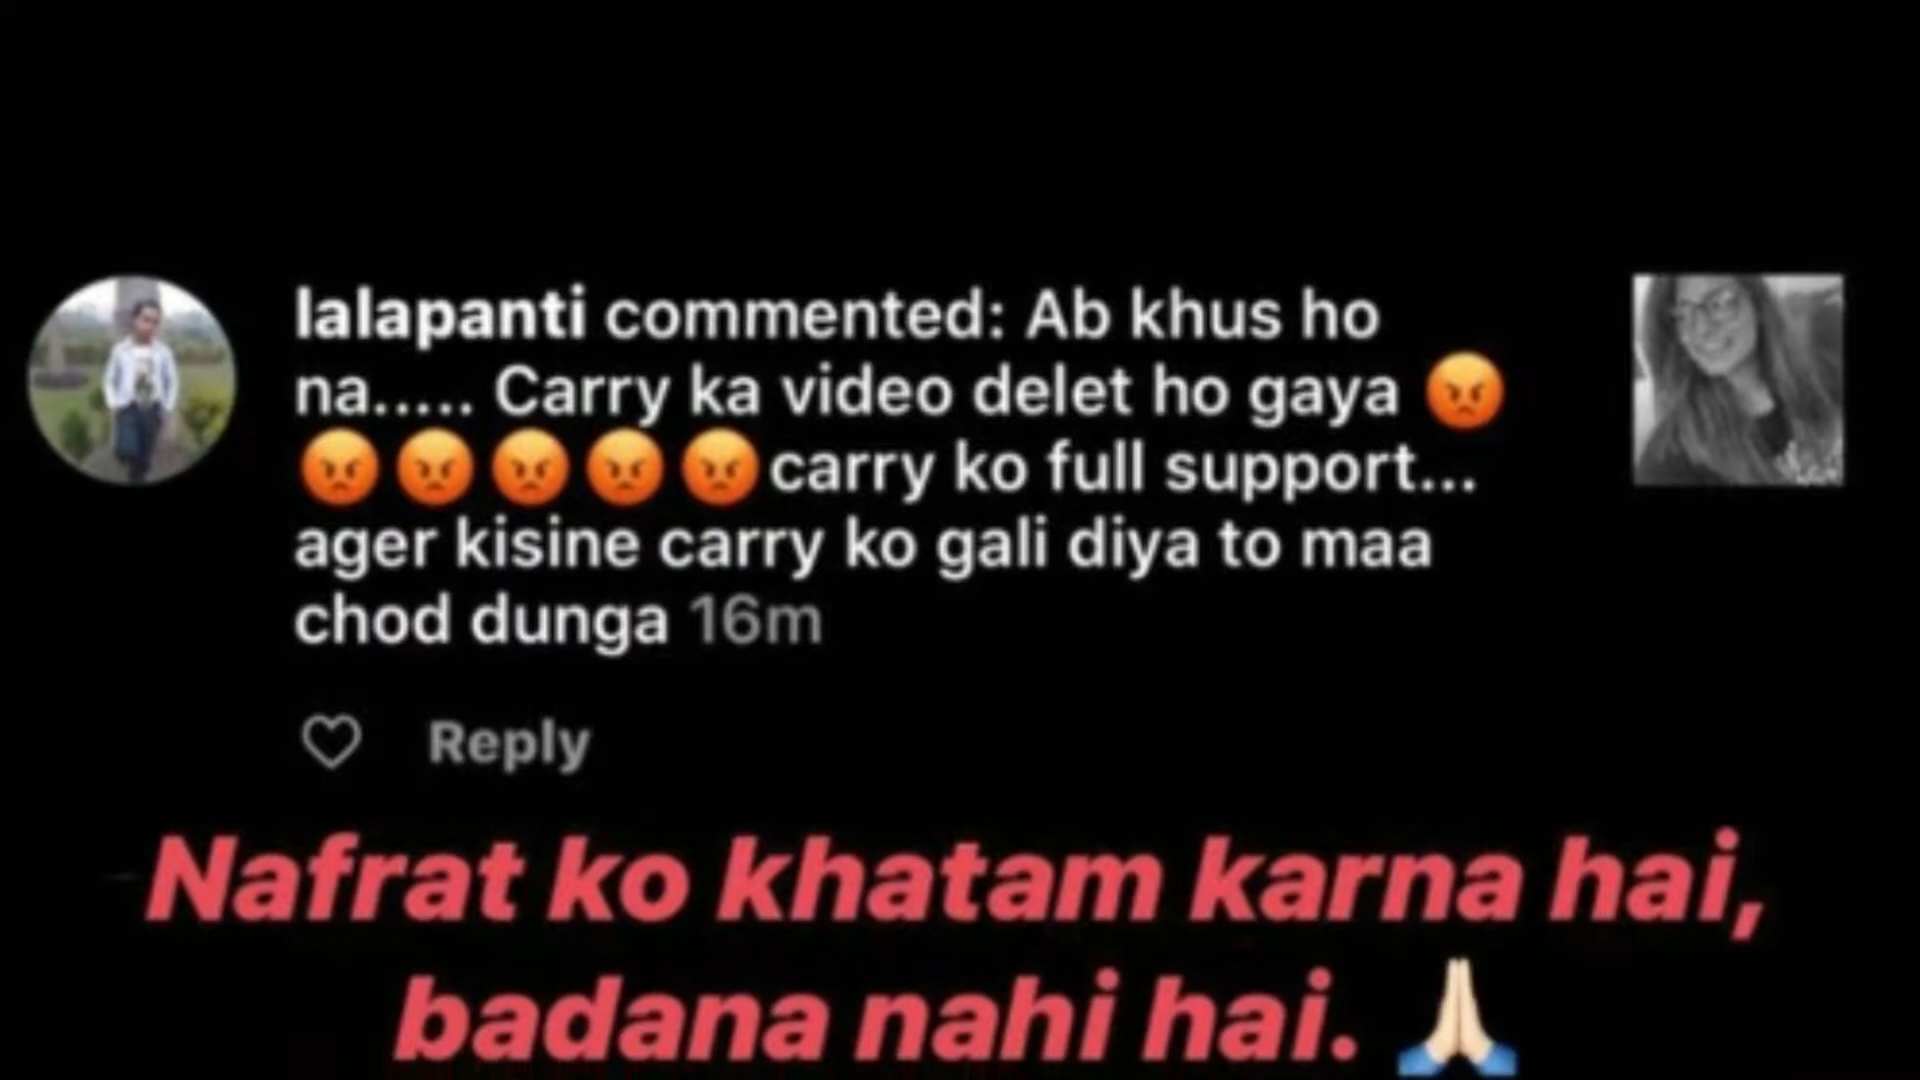 lalapanti commented: Ab khus ho
na..... Carry ka video delet ho gaya 😡
😡😡😡😡😡carry ko full support...
ager kisine carry ko gali diya to maa
chod dunga 16m
Reply
Nafrat ko khatam karna hai,
badana nahi hai. 🙏🏻